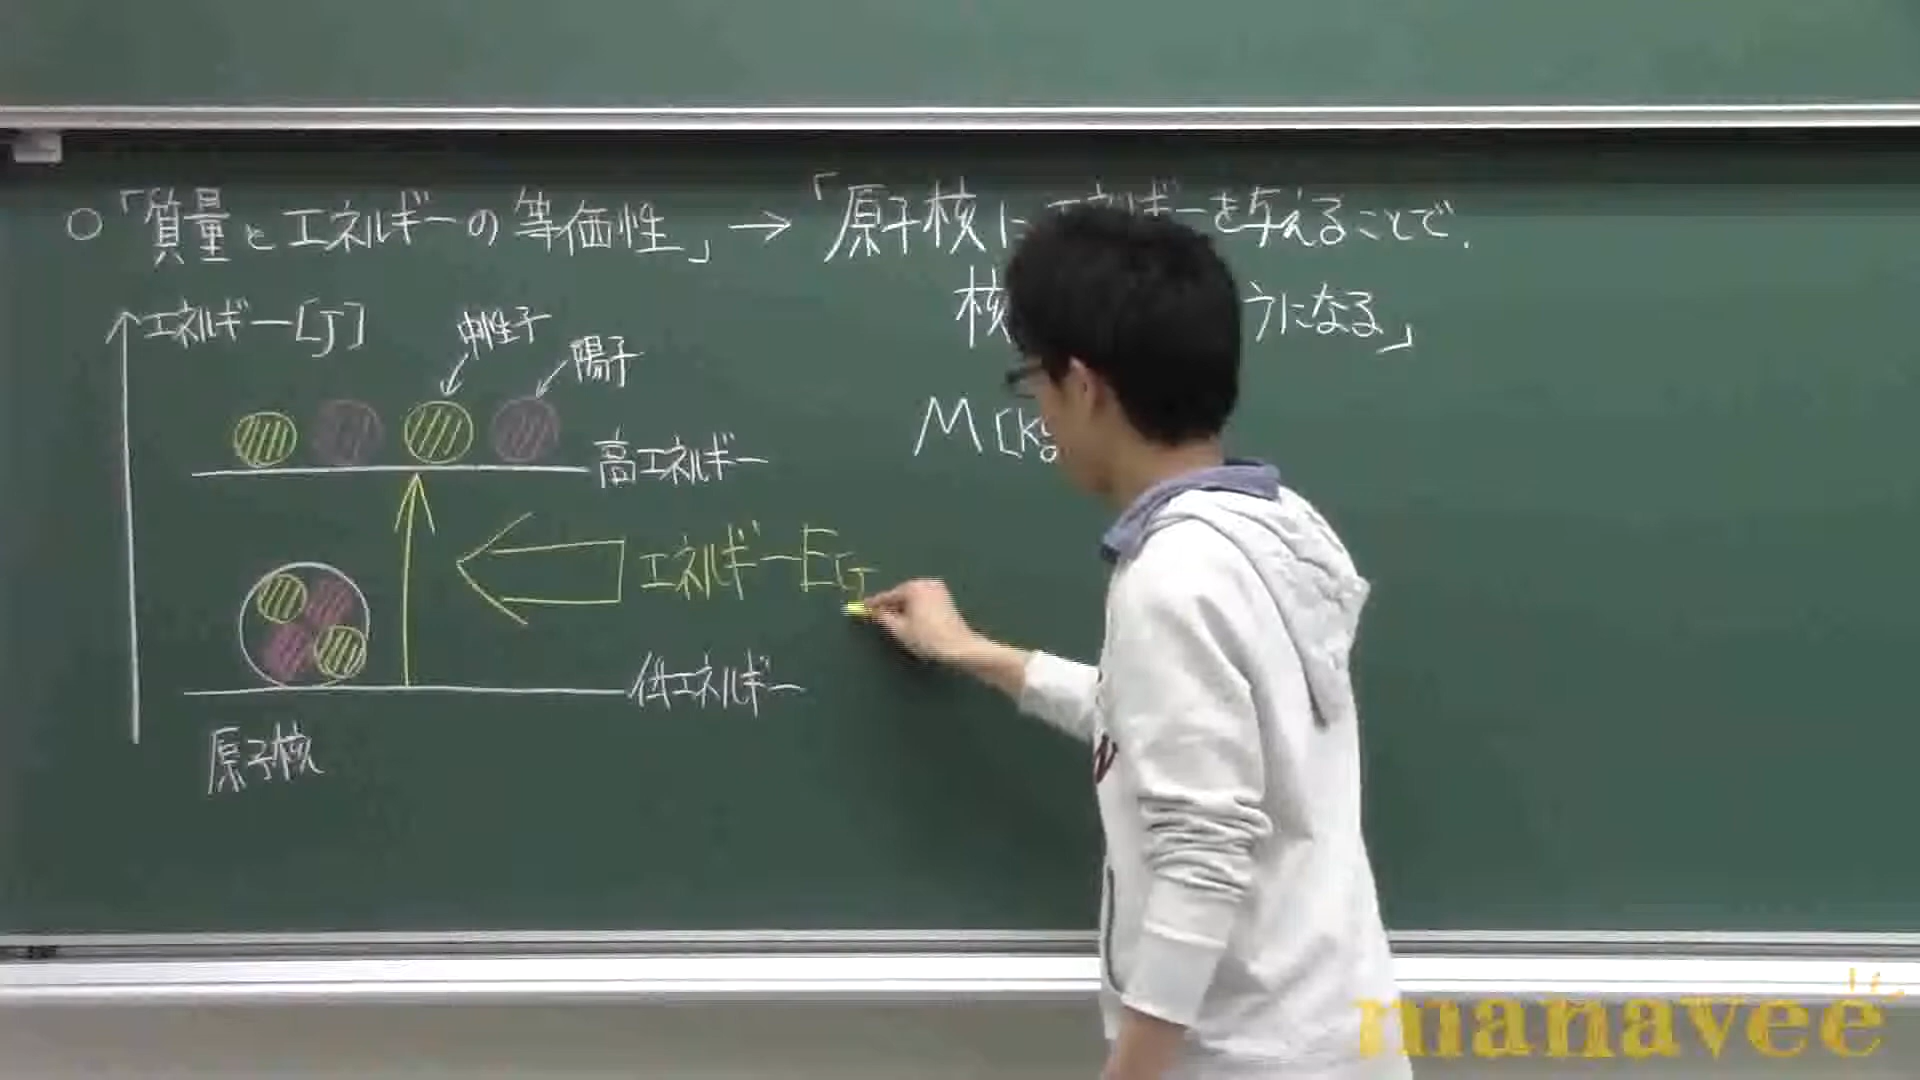 ○「質量とエネルギーの等価性」→「原子核に エネルギーを与えることで、
核 うになる」
エネルギー[J]
中性子
陽子
M[kg
高エネルギー
エネルギーE[J
低エネルギー
原子核
manavee